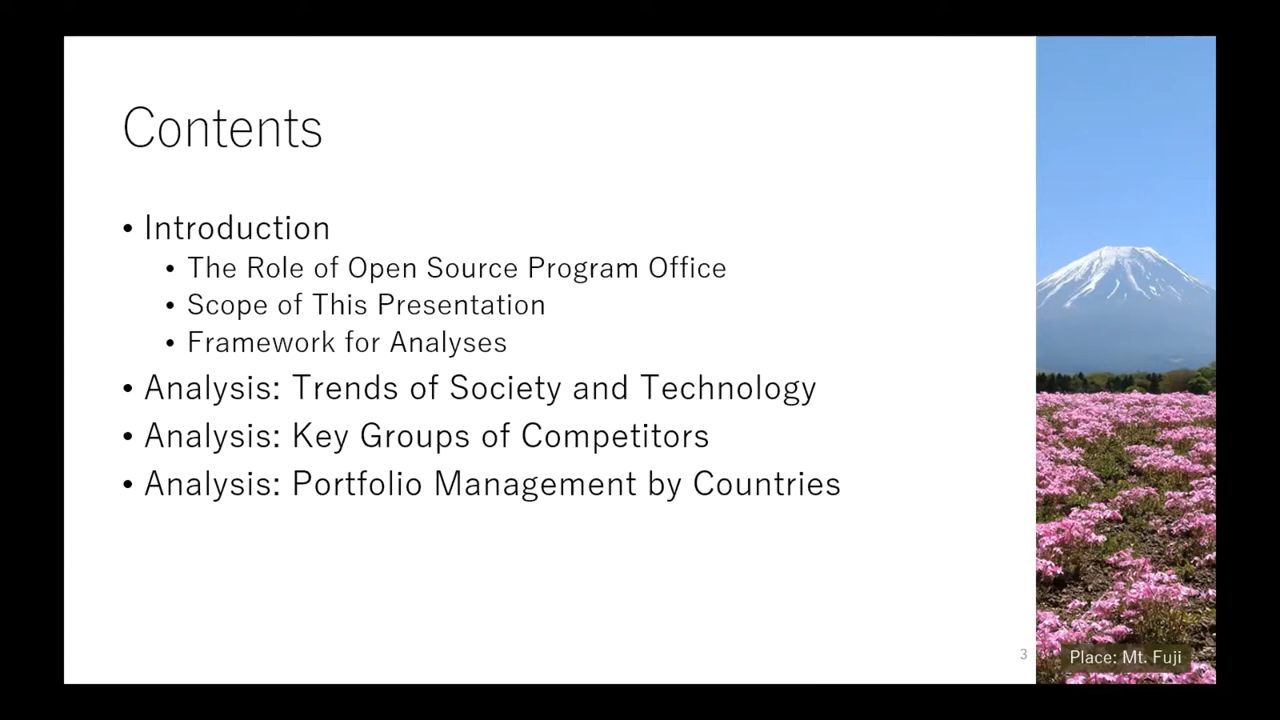 Contents
• Introduction
• The Role of Open Source Program Office
• Scope of This Presentation
• Framework for Analyses
• Analysis: Trends of Society and Technology
• Analysis: Key Groups of Competitors
• Analysis: Portfolio Management by Countries
3
Place: Mt. Fuji